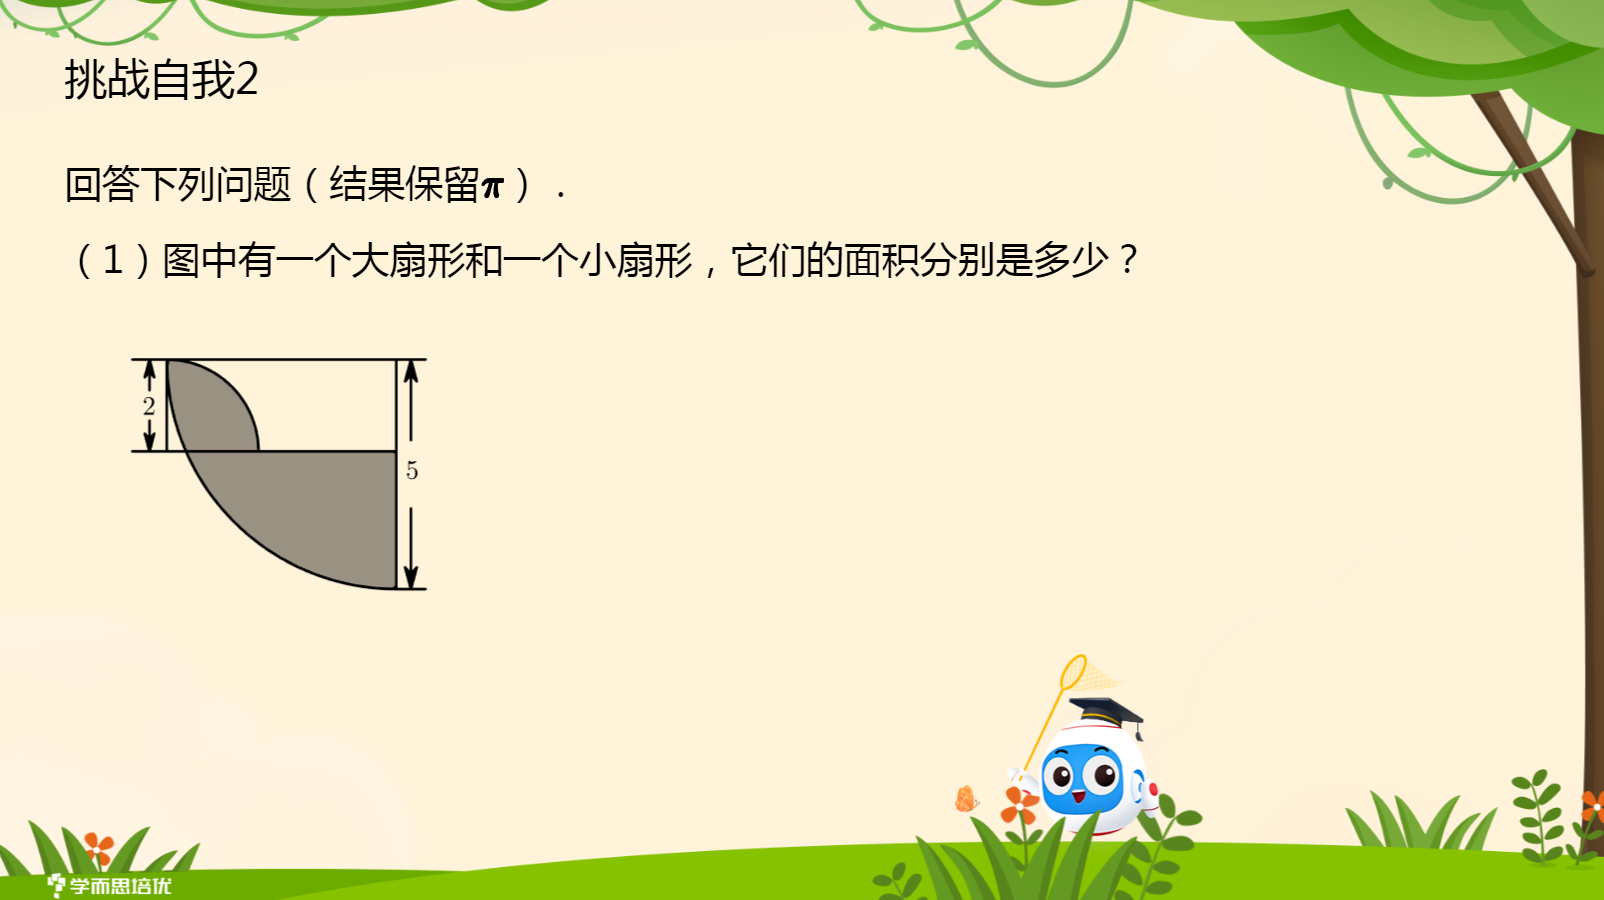 挑战自我2
回答下列问题（结果保留π）．
（1）图中有一个大扇形和一个小扇形，它们的面积分别是多少？
2
5
学而思培优